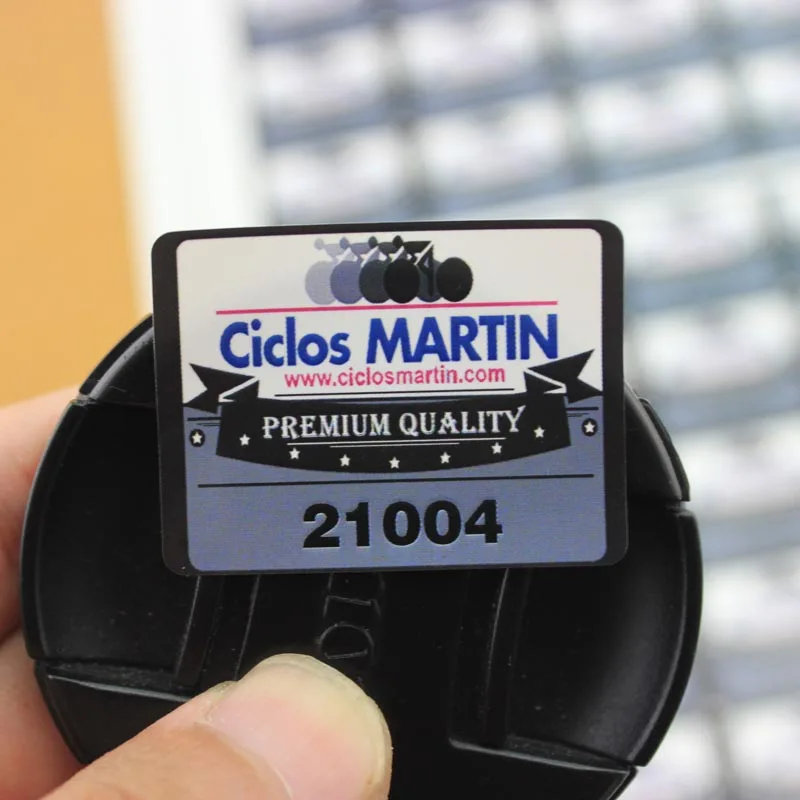 Ciclos MARTIN
www.ciclosmartin.com
PREMIUM QUALITY
21004